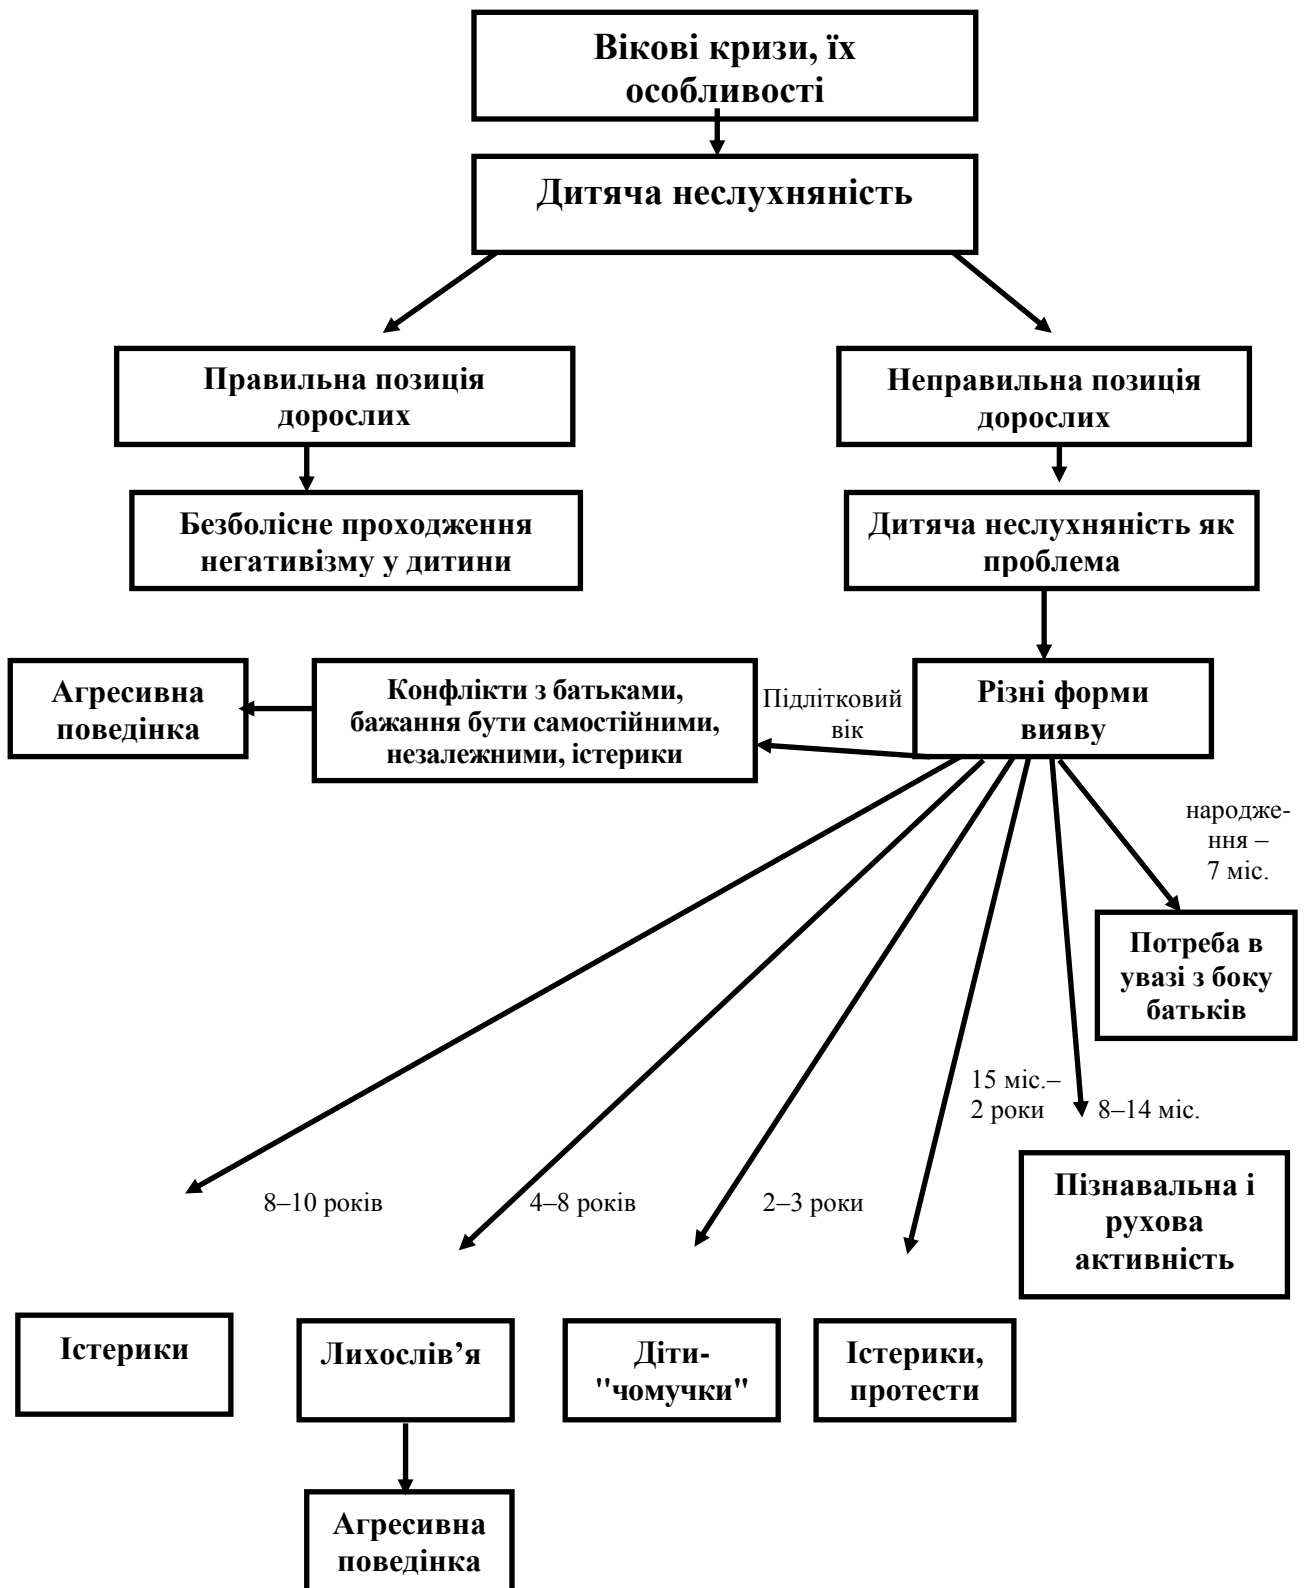 Вікові кризи, їх
особливості
Дитяча неслухняність
Правильна позиція
дорослих
Неправильна позиція
дорослих
Безболісне проходження
негативізму у дитини
Дитяча неслухняність як
проблема
Агресивна
поведінка
Конфлікти з батьками,
бажання бути самостійними,
незалежними, істерики
Підлітковий
вік
Різні форми
вияву
народже-
ння –
7 міс.
Потреба в
увазі з боку
батьків
15 міс.–
2 роки
8–14 міс.
Пізнавальна і
рухова
активність
8–10 років
4–8 років
2–3 роки
Істерики
Лихослів’я
Діти-
"чомучки"
Істерики,
протести
Агресивна
поведінка